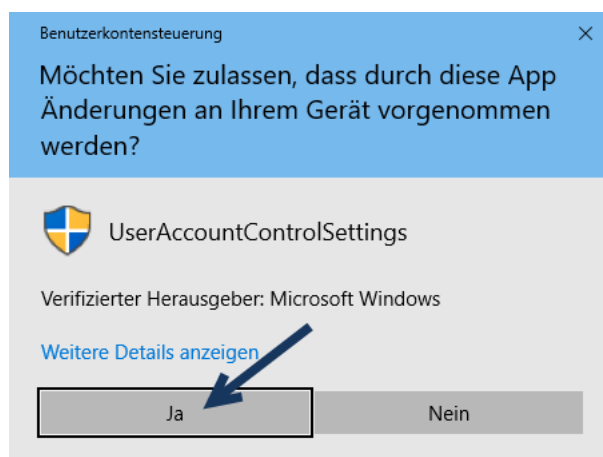 Benutzerkontensteuerung
Möchten Sie zulassen, dass durch diese App
Änderungen an Ihrem Gerät vorgenommen
werden?
UserAccountControlSettings
Verifizierter Herausgeber: Microsoft Windows
Weitere Details anzeigen
Ja
Nein